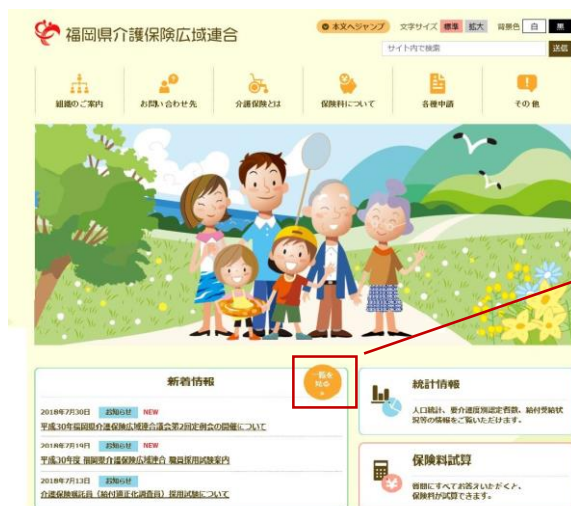 福岡県介護保険広域連合
本文へジャンプ 文字サイズ 標準 拡大 背景色 白 黒
サイト内で検索 送信
組織のご案内 お問い合わせ先 介護保険とは 保険料について 各種申請 その他
新着情報
一覧を
見る
2018年7月30日 お知らせ NEW
平成30年福岡県介護保険広域連合議会第2回定例会の開催について
2018年7月19日 お知らせ NEW
平成30年度 福岡県介護保険広域連合 職員採用試験案内
2018年7月13日 お知らせ
介護保険嘱託員（給付適正化調査員）採用試験について
統計情報
人口統計、要介護度別認定者数、給付受給状
況等の情報をご覧いただけます。
保険料試算
質問にすべてお答えいただくと、
保険料が試算できます。